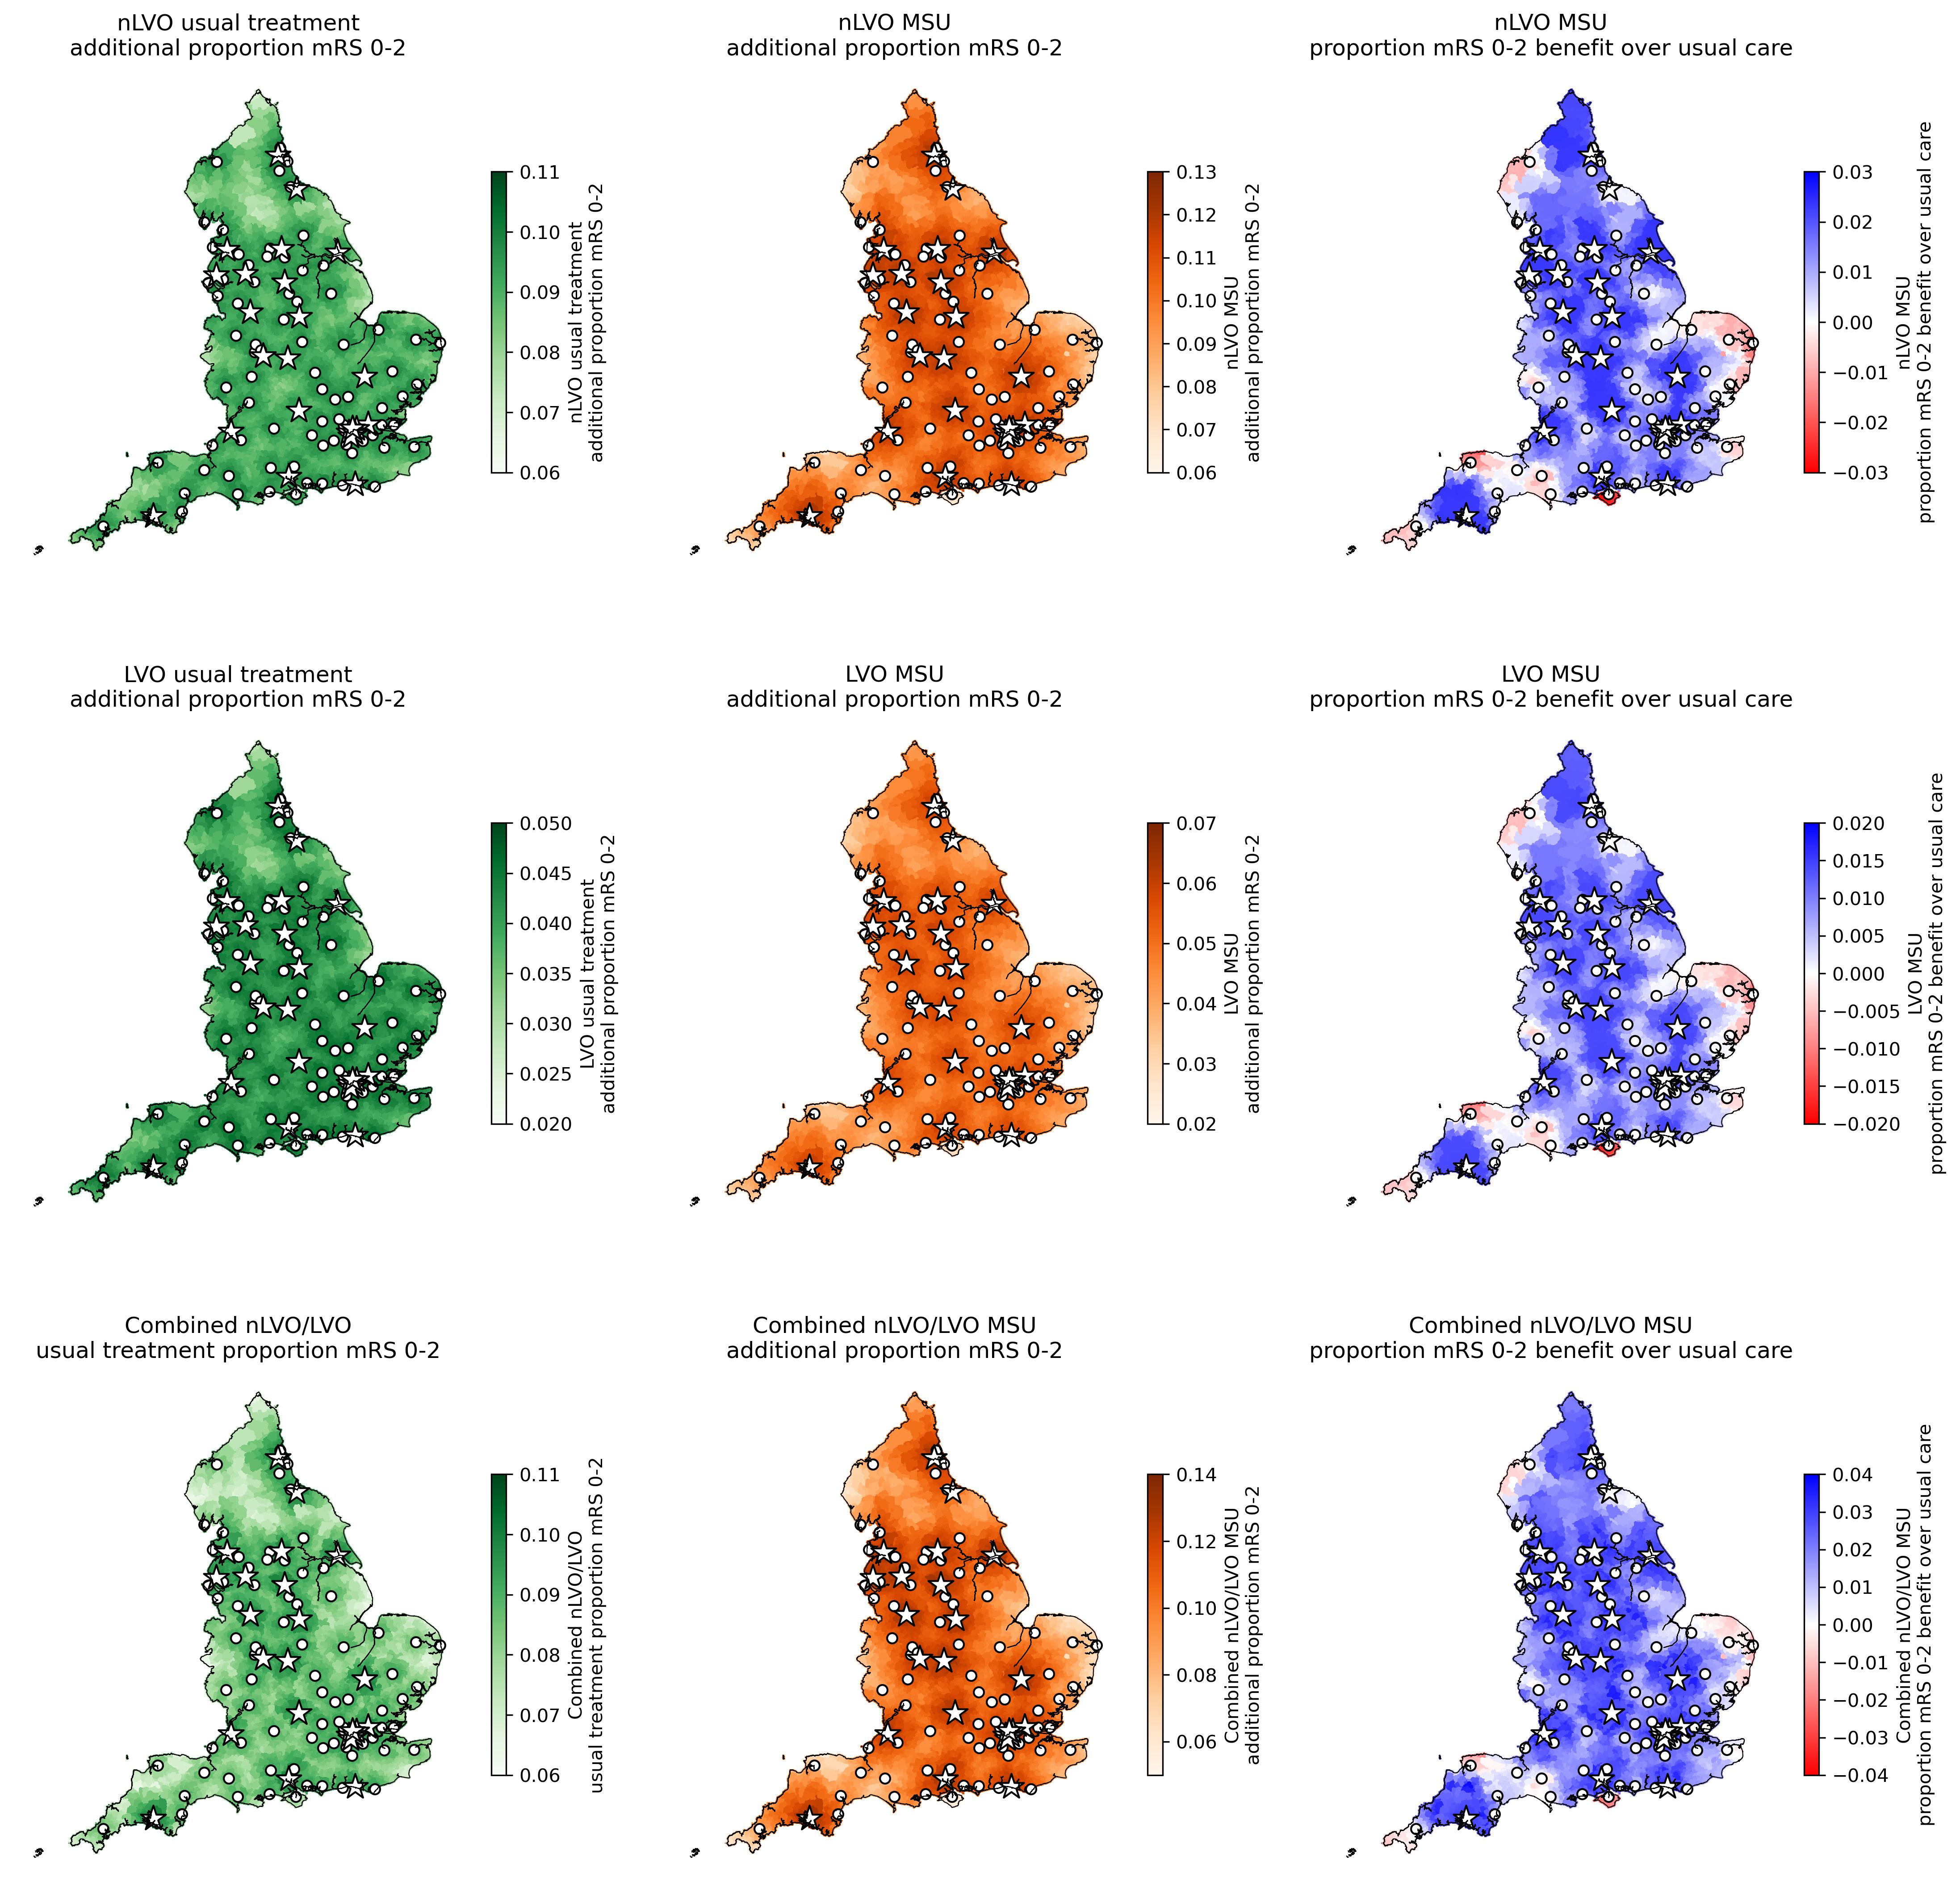 nLVO usual treatment
additional proportion mRS 0-2
nLVO MSU
additional proportion mRS 0-2
nLVO MSU
proportion mRS 0-2 benefit over usual care
0.11
0.10
0.09
0.08
0.07
0.06
nLVO usual treatment
additional proportion mRS 0-2
0.13
0.12
0.11
0.10
0.09
0.08
0.07
0.06
nLVO MSU
additional proportion mRS 0-2
0.03
0.02
0.01
0.00
−0.01
−0.02
−0.03
nLVO MSU
proportion mRS 0-2 benefit over usual care
LVO usual treatment
additional proportion mRS 0-2
LVO MSU
additional proportion mRS 0-2
LVO MSU
proportion mRS 0-2 benefit over usual care
0.050
0.045
0.040
0.035
0.030
0.025
0.020
LVO usual treatment
additional proportion mRS 0-2
0.07
0.06
0.05
0.04
0.03
0.02
LVO MSU
additional proportion mRS 0-2
0.020
0.015
0.010
0.005
0.000
−0.005
−0.010
−0.015
−0.020
LVO MSU
proportion mRS 0-2 benefit over usual care
Combined nLVO/LVO
usual treatment proportion mRS 0-2
Combined nLVO/LVO MSU
additional proportion mRS 0-2
Combined nLVO/LVO MSU
proportion mRS 0-2 benefit over usual care
0.11
0.10
0.09
0.08
0.07
0.06
Combined nLVO/LVO
usual treatment proportion mRS 0-2
0.14
0.12
0.10
0.08
0.06
Combined nLVO/LVO MSU
additional proportion mRS 0-2
0.04
0.03
0.02
0.01
0.00
−0.01
−0.02
−0.03
−0.04
Combined nLVO/LVO MSU
proportion mRS 0-2 benefit over usual care